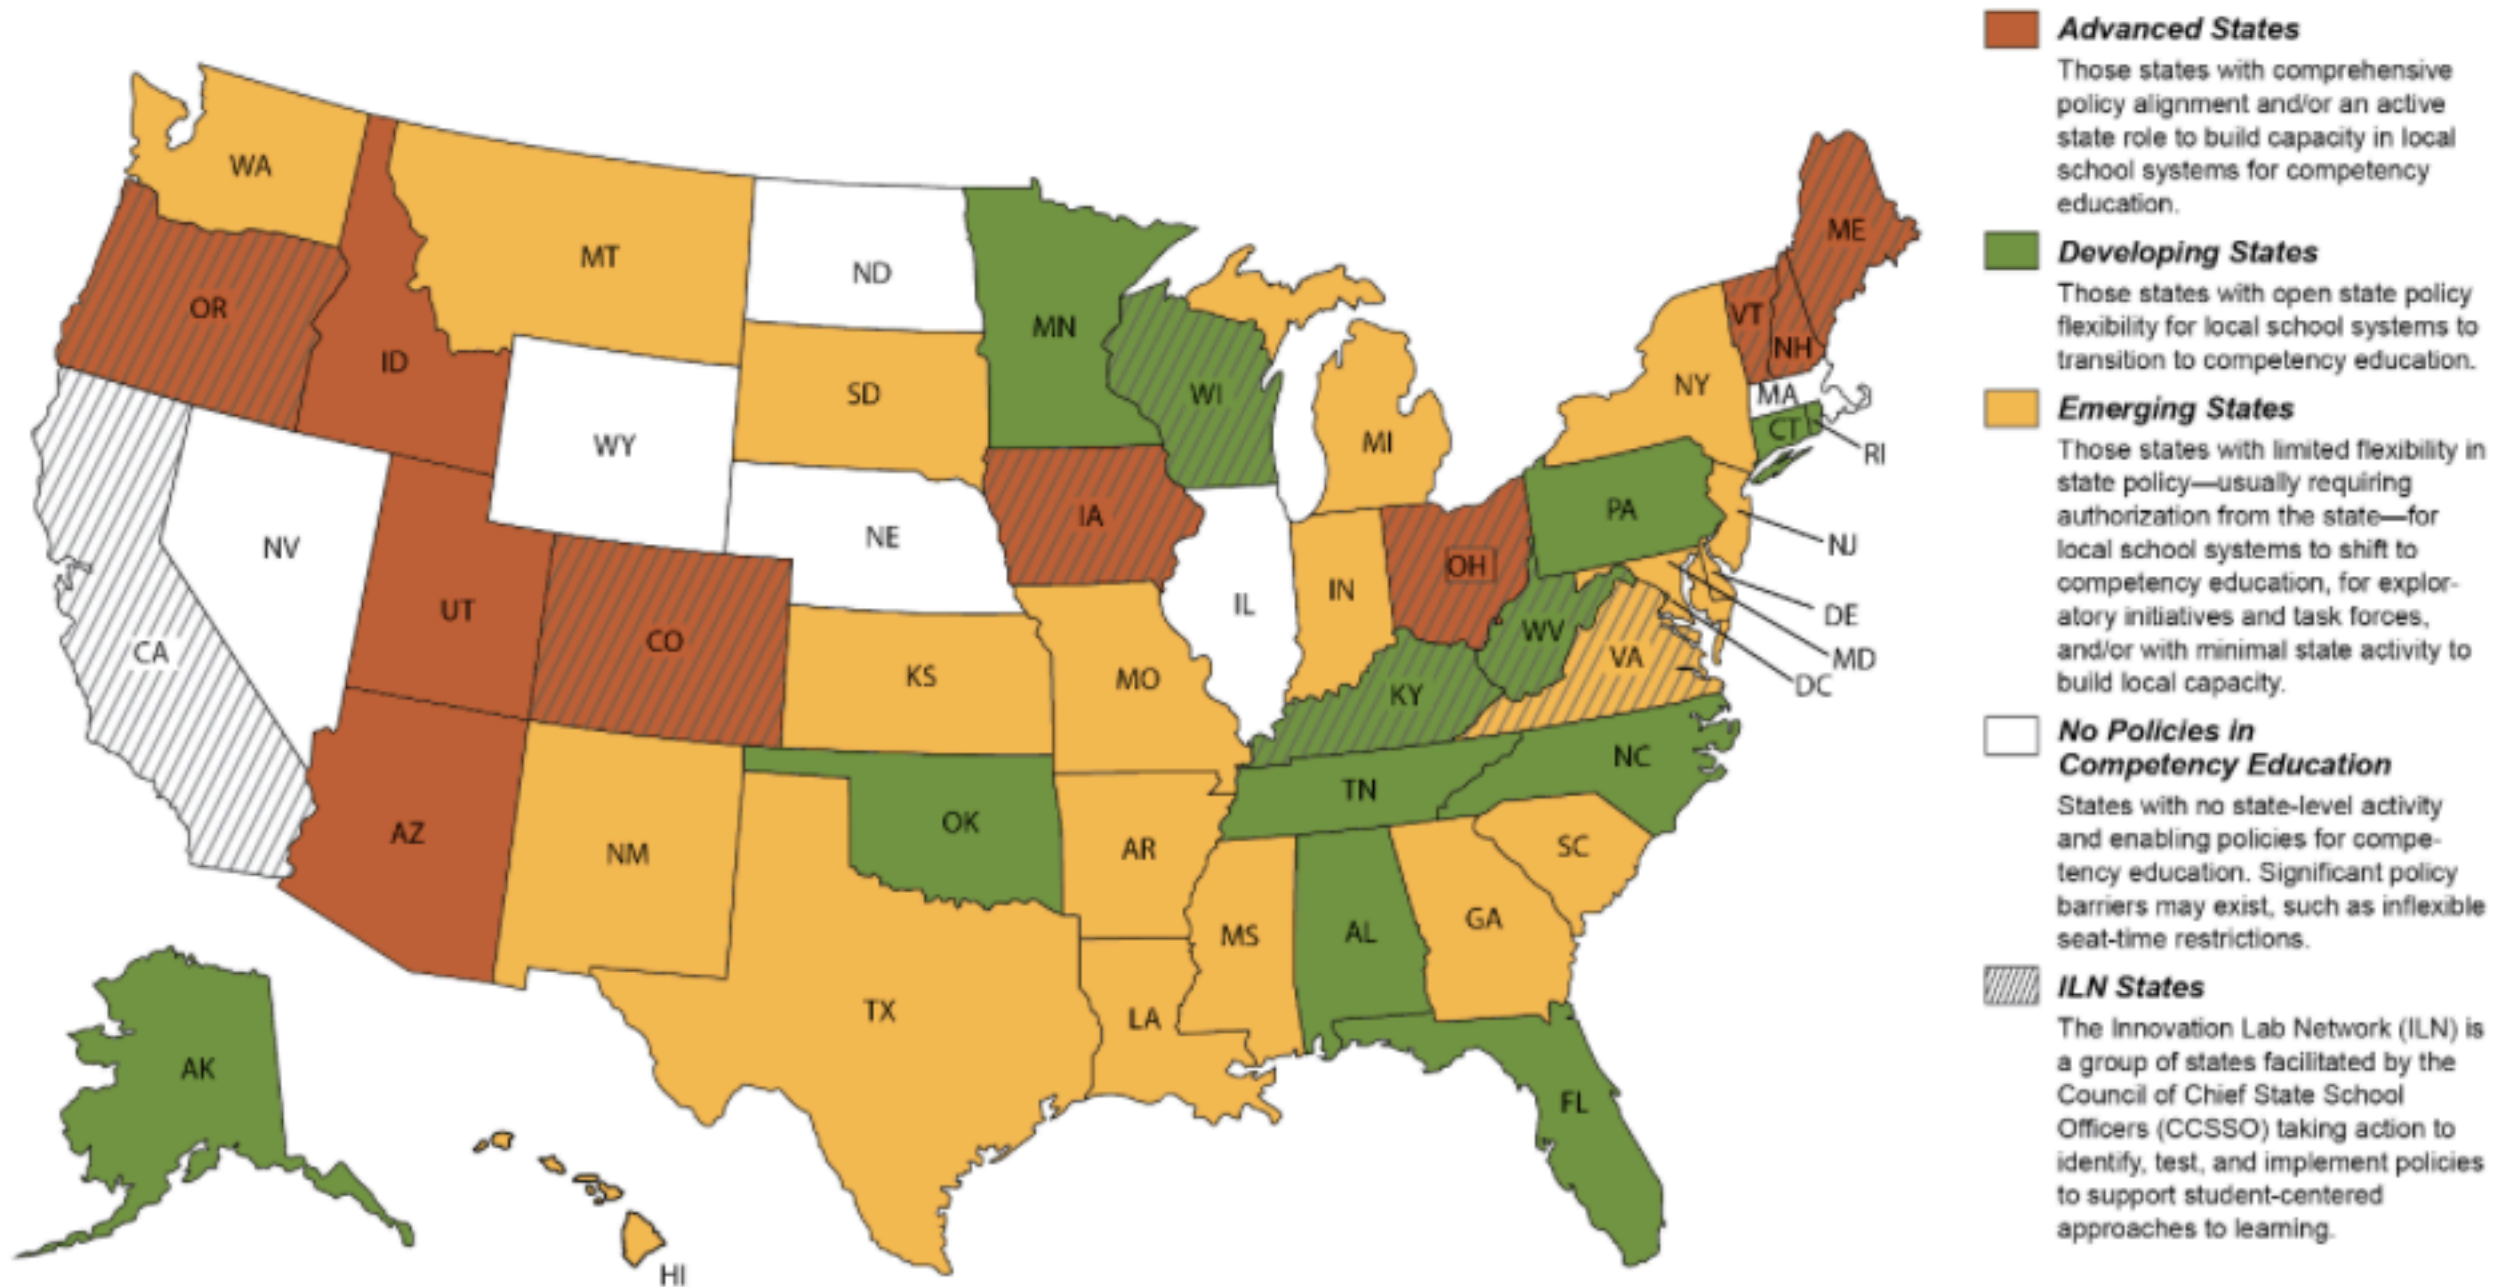 WA
MT
ND
MN
ME
OR
ID
SD
WI
VT
NH
MI
NY
MA
CT
RI
WY
IA
PA
NV
NE
OH
NJ
IL
IN
UT
CO
DE
CA
KS
MO
WV
VA
MD
KY
DC
NC
AZ
NM
OK
AR
TN
SC
MS
AL
GA
TX
LA
AK
FL
HI
Advanced States
Those states with comprehensive
policy alignment and/or an active
state role to build capacity in local
school systems for competency
education.
Developing States
Those states with open state policy
flexibility for local school systems to
transition to competency education.
Emerging States
Those states with limited flexibility in
state policy—usually requiring
authorization from the state—for
local school systems to shift to
competency education, for explor-
atory initiatives and task forces,
and/or with minimal state activity to
build local capacity.
No Policies in
Competency Education
States with no state-level activity
and enabling policies for compe-
tency education. Significant policy
barriers may exist, such as inflexible
seat-time restrictions.
ILN States
The Innovation Lab Network (ILN) is
a group of states facilitated by the
Council of Chief State School
Officers (CCSSO) taking action to
identify, test, and implement policies
to support student-centered
approaches to learning.